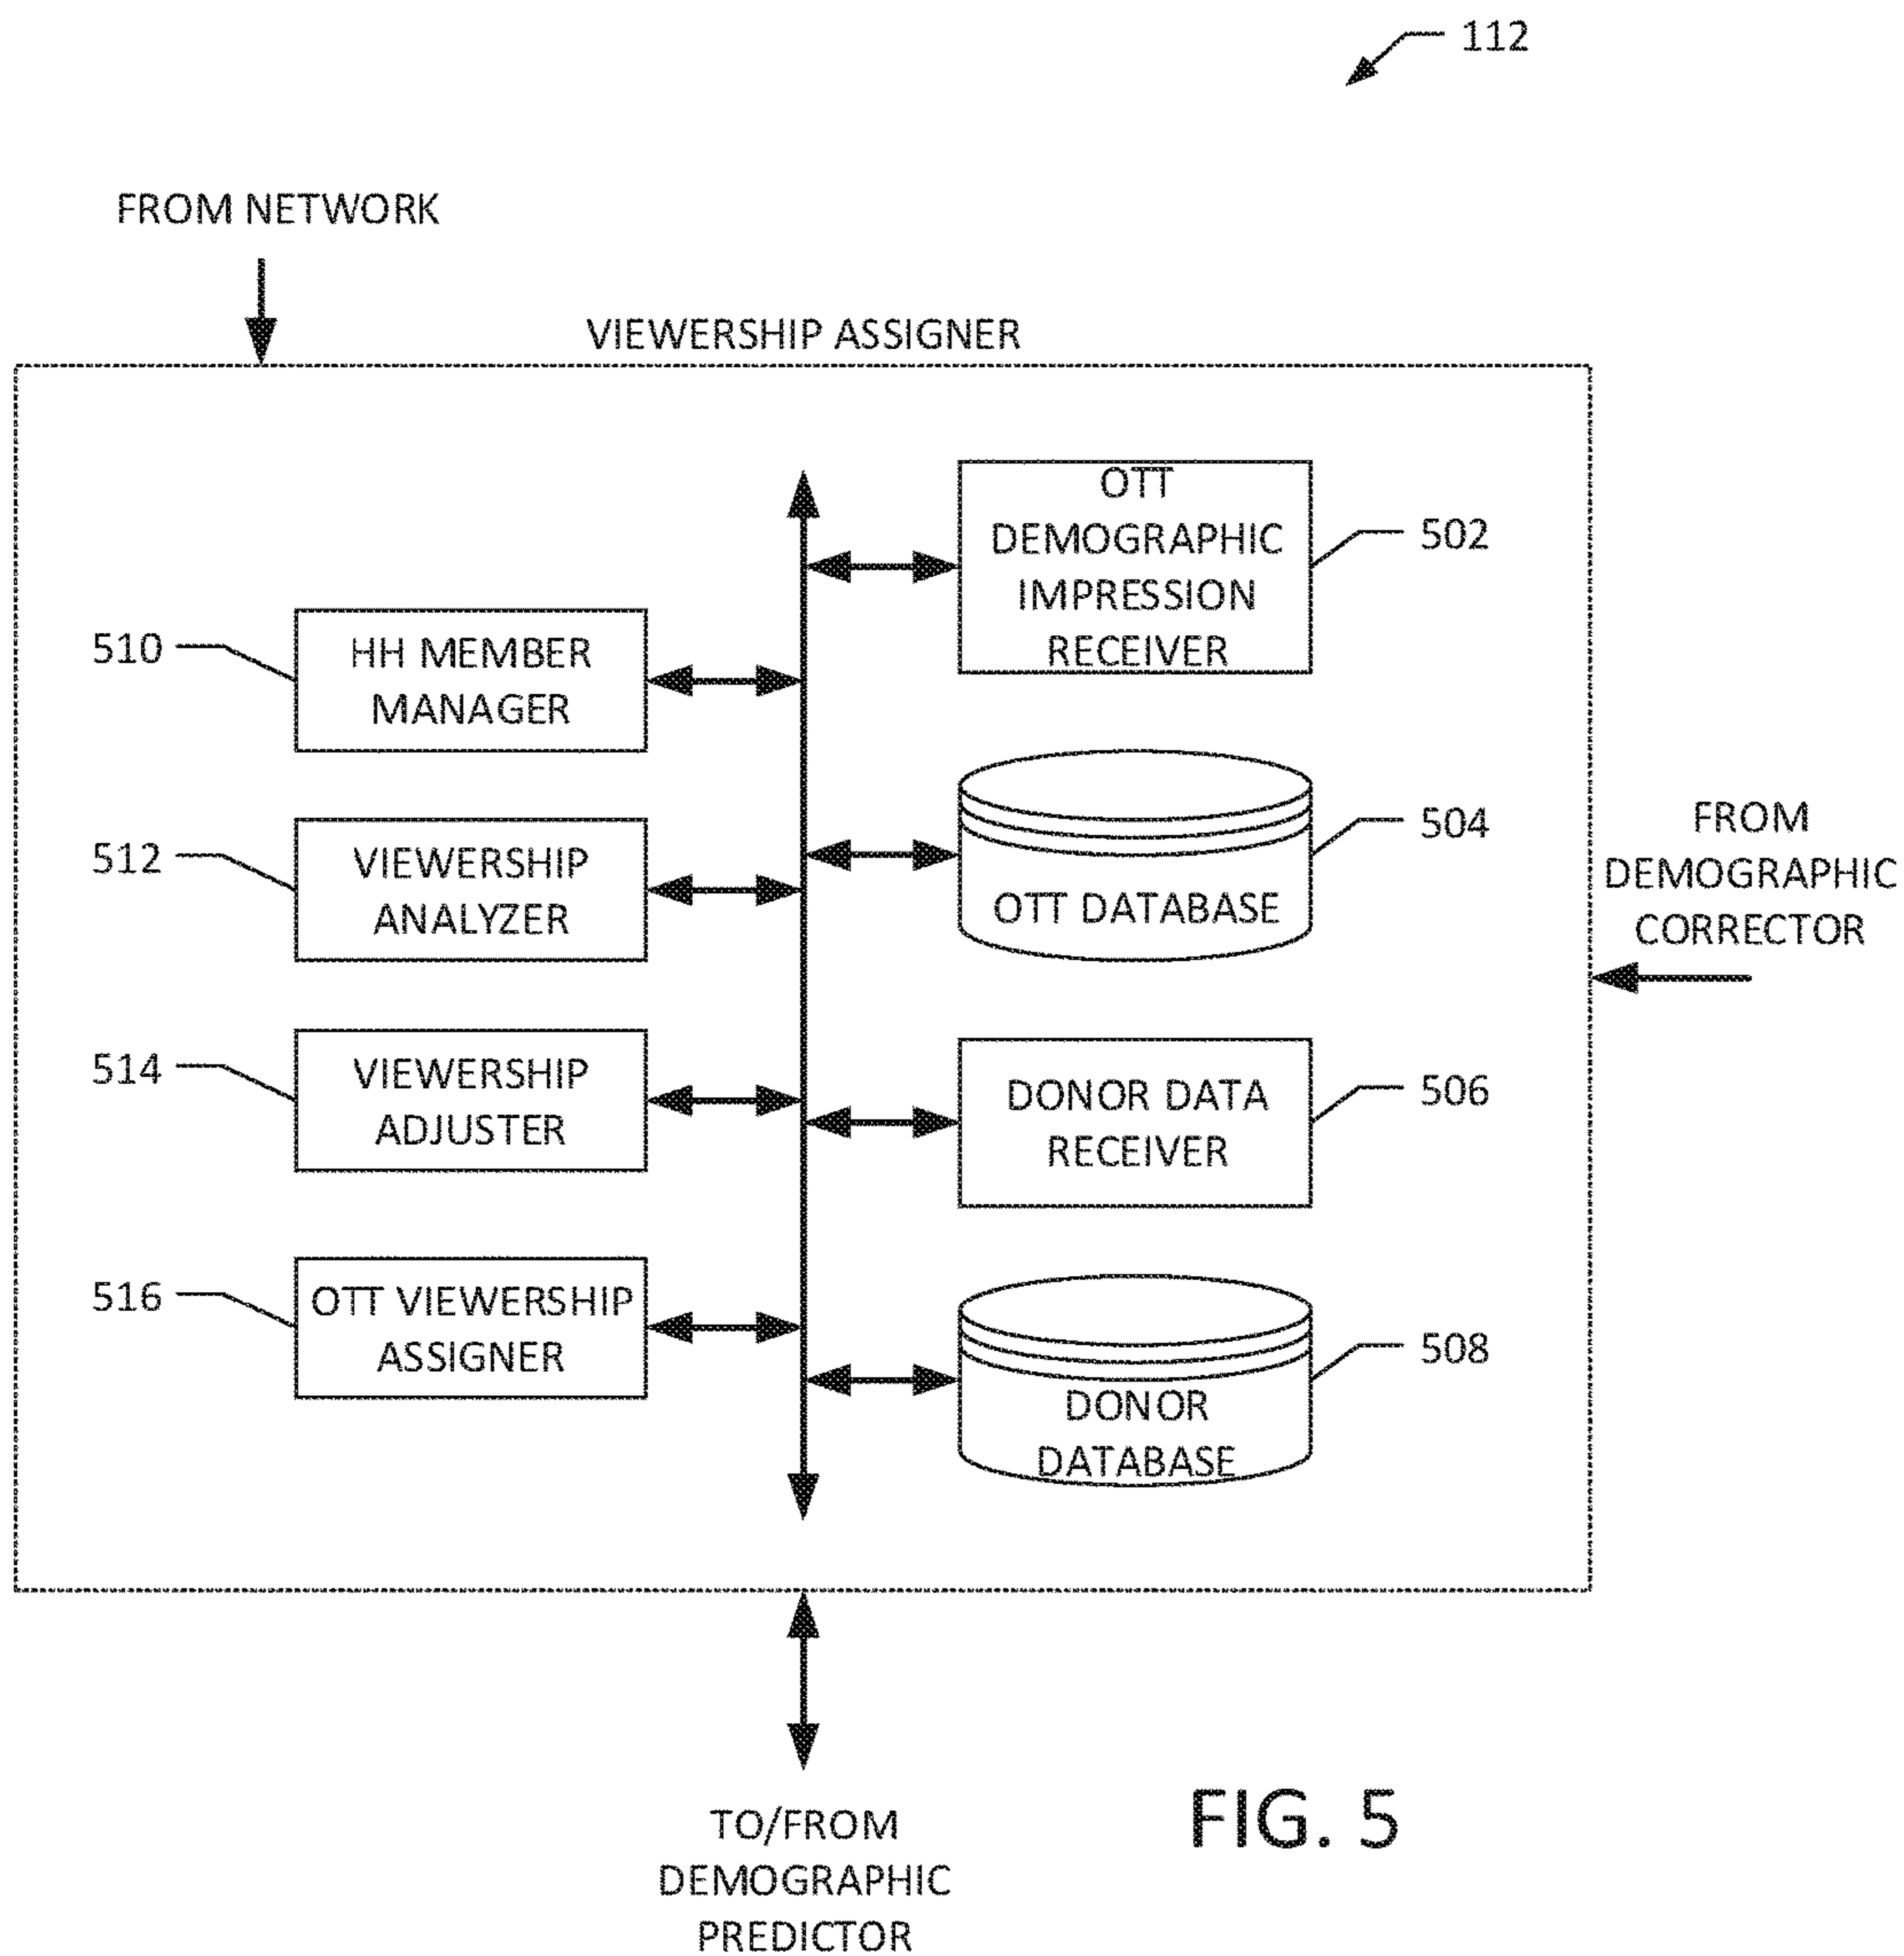 112
FROM NETWORK
VIEWERSHIP ASSIGNER
OTT
DEMOGRAPHIC
IMPRESSION
RECEIVER
502
510
HH MEMBER
MANAGER
504
OTT DATABASE
512
VIEWERSHIP
ANALYZER
FROM
DEMOGRAPHIC
CORRECTOR
514
VIEWERSHIP
ADJUSTER
DONOR DATA
RECEIVER
506
516
OTT VIEWERSHIP
ASSIGNER
508
DONOR
DATABASE
TO/FROM
DEMOGRAPHIC
PREDICTOR
FIG. 5